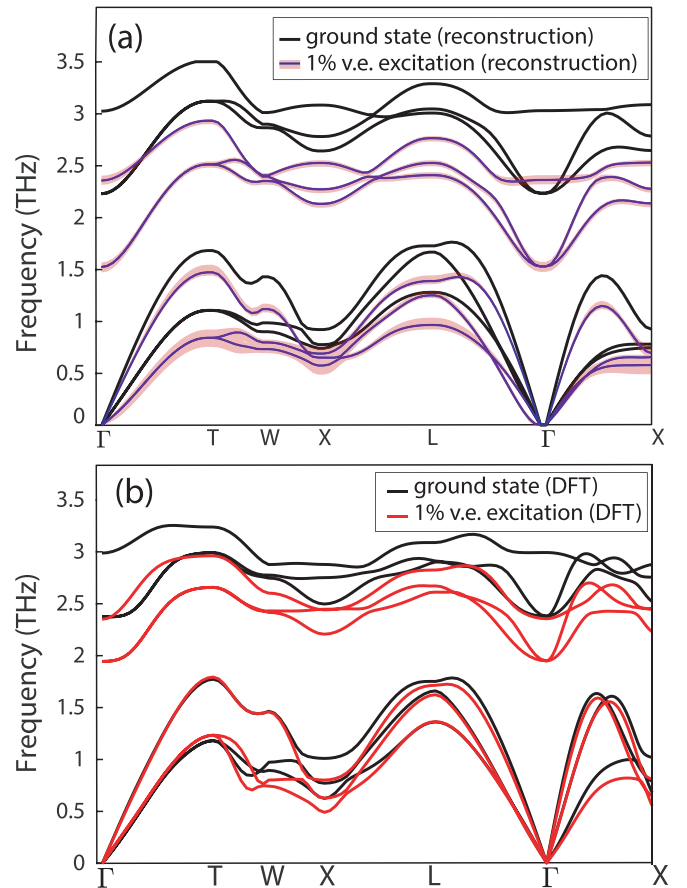 (a)
ground state (reconstruction)
1% v.e. excitation (reconstruction)
3.5
3
2.5
2
1.5
1
0.5
0
Frequency (THz)
Γ T W X L Γ X
(b)
ground state (DFT)
1% v.e. excitation (DFT)
3.5
3
2.5
2
1.5
1
0.5
0
Frequency (THz)
Γ T W X L Γ X